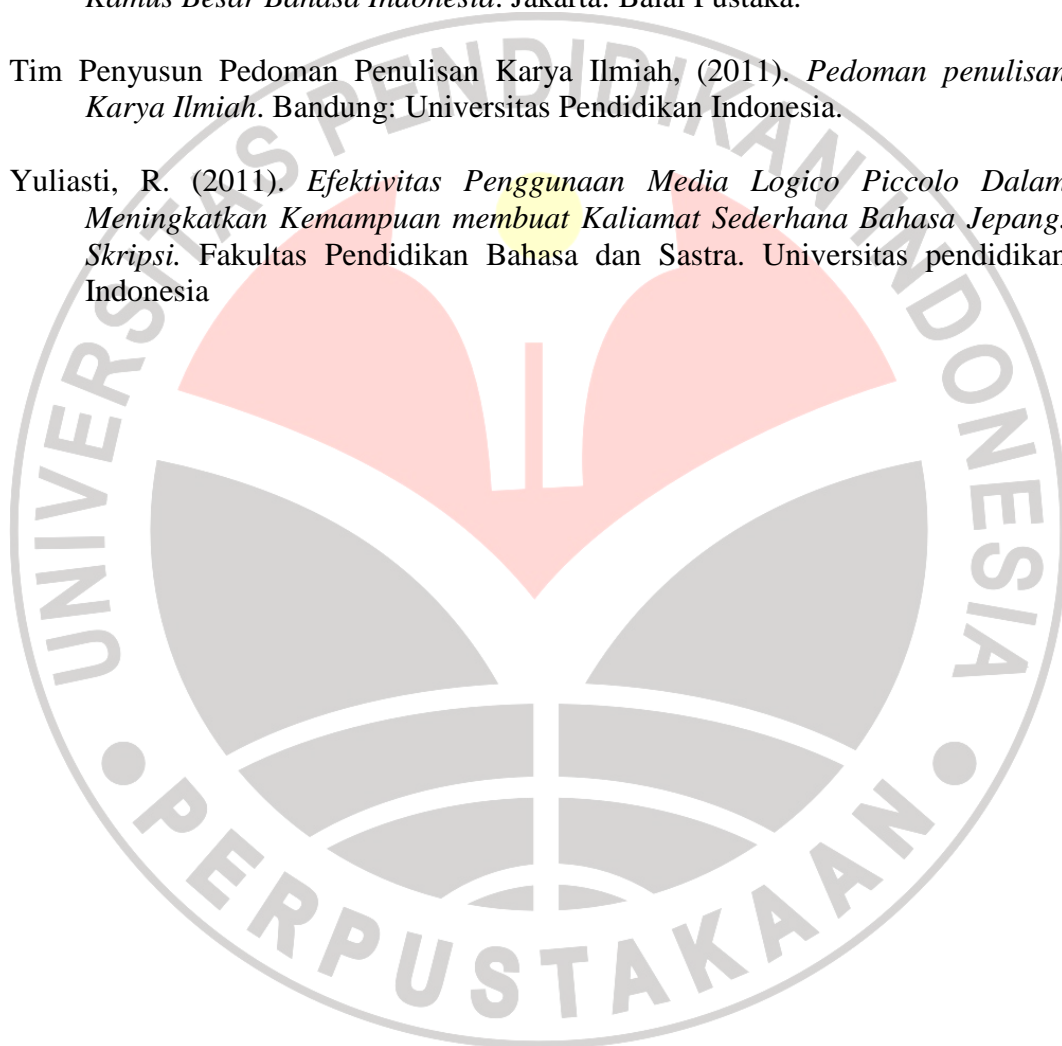 Kamus Besar Bahasa Indonesia. Jakarta: Balai Pustaka.
Tim Penyusun Pedoman Penulisan Karya Ilmiah, (2011). Pedoman penulisan
Karya Ilmiah. Bandung: Universitas Pendidikan Indonesia.
Yuliasti, R. (2011). Efektivitas Penggunaan Media Logico Piccolo Dalam
Meningkatkan Kemampuan membuat Kaliamat Sederhana Bahasa Jepang.
Skripsi. Fakultas Pendidikan Bahasa dan Sastra. Universitas pendidikan
Indonesia
UNIVERSITAS PENDIDIKAN INDONESIA
PERPUSTAKAAN